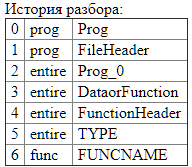 История разбора:
0 prog Prog
1 prog FileHeader
2 entire Prog_0
3 entire DataorFunction
4 entire FunctionHeader
5 entire TYPE
6 func FUNCNAME